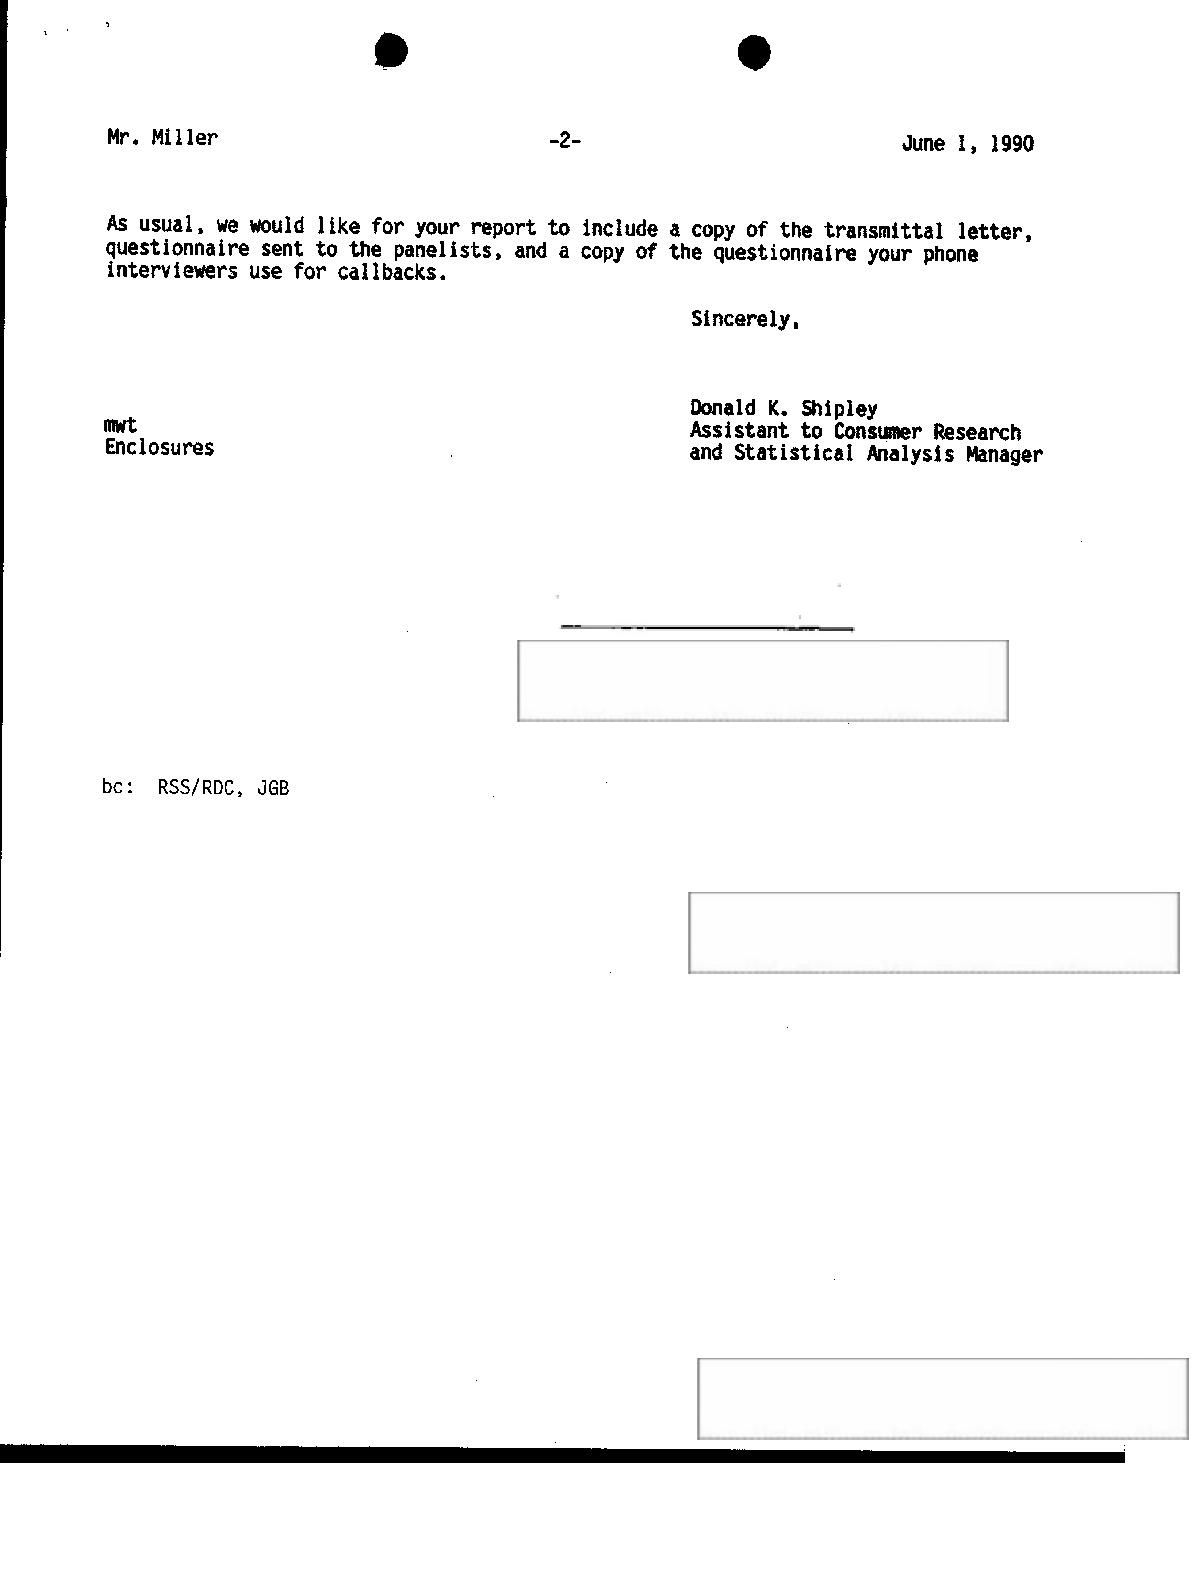 Mr. Miller -2- June 1, 1990
As usual, we would like for your report to include a copy of the transmittal letter,
questionnaire sent to the panelists, and a copy of the questionnaire your phone
interviewers use for callbacks.
Sincerely,
Donald K. Shipley
mwt Assistant to Consumer Research
Enclosures and Statistical Analysis Manager
bc: RSS/RDC, JGB